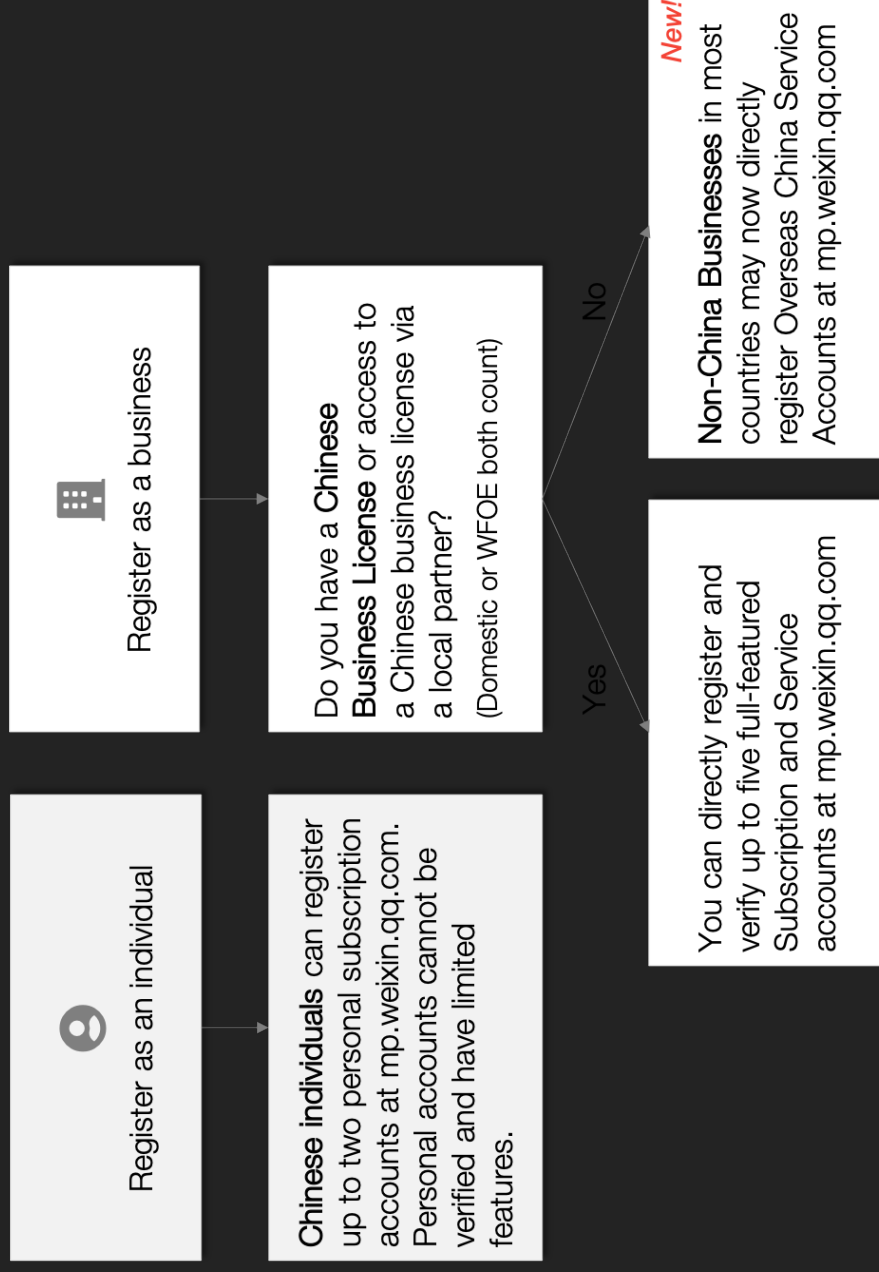 Register as an individual
Register as a business
Chinese individuals can register
up to two personal subscription
accounts at mp.weixin.qq.com.
Personal accounts cannot be
verified and have limited
features.
Do you have a Chinese
Business License or access to
a Chinese business license via
a local partner?
(Domestic or WFOE both count)
Yes
No
You can directly register and
verify up to five full-featured
Subscription and Service
accounts at mp.weixin.qq.com
New!
Non-China Businesses in most
countries may now directly
register Overseas China Service
Accounts at mp.weixin.qq.com